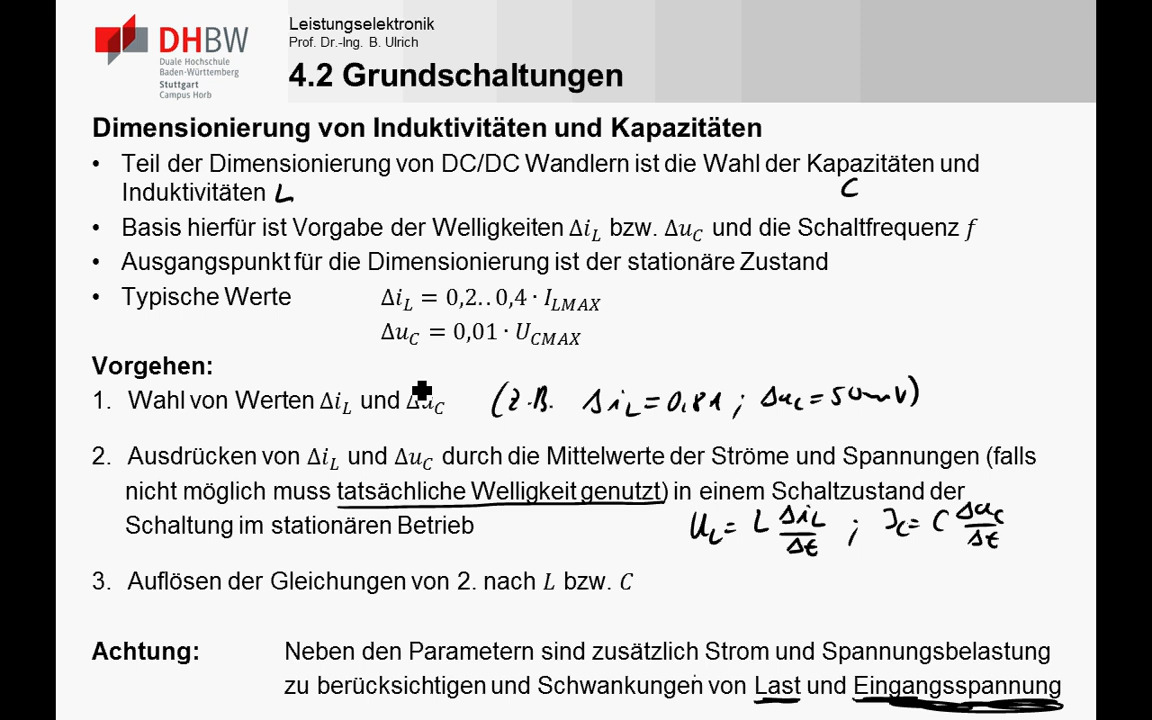 DHBW
Duale Hochschule
Baden-Württemberg
Stuttgart
Campus Horb
Leistungselektronik
Prof. Dr.-Ing. B. Ulrich
4.2 Grundschaltungen
Dimensionierung von Induktivitäten und Kapazitäten
• Teil der Dimensionierung von DC/DC Wandlern ist die Wahl der Kapazitäten und
Induktivitäten L C
• Basis hierfür ist Vorgabe der Welligkeiten Δi_L bzw. Δu_C und die Schaltfrequenz f
• Ausgangspunkt für die Dimensionierung ist der stationäre Zustand
• Typische Werte Δi_L = 0,2..0,4 · I_LMAX
Δu_C = 0,01 · U_CMAX
Vorgehen:
1. Wahl von Werten Δi_L und Δu_C (z.B. Δi_L = 0,8A ; Δu_C = 50mV)
2. Ausdrücken von Δi_L und Δu_C durch die Mittelwerte der Ströme und Spannungen (falls
nicht möglich muss tatsächliche Welligkeit genutzt) in einem Schaltzustand der
Schaltung im stationären Betrieb U_L = L Δi_L/Δt ; I_C = C Δu_C/Δt
3. Auflösen der Gleichungen von 2. nach L bzw. C
Achtung: Neben den Parametern sind zusätzlich Strom und Spannungsbelastung
zu berücksichtigen und Schwankungen von Last und Eingangsspannung